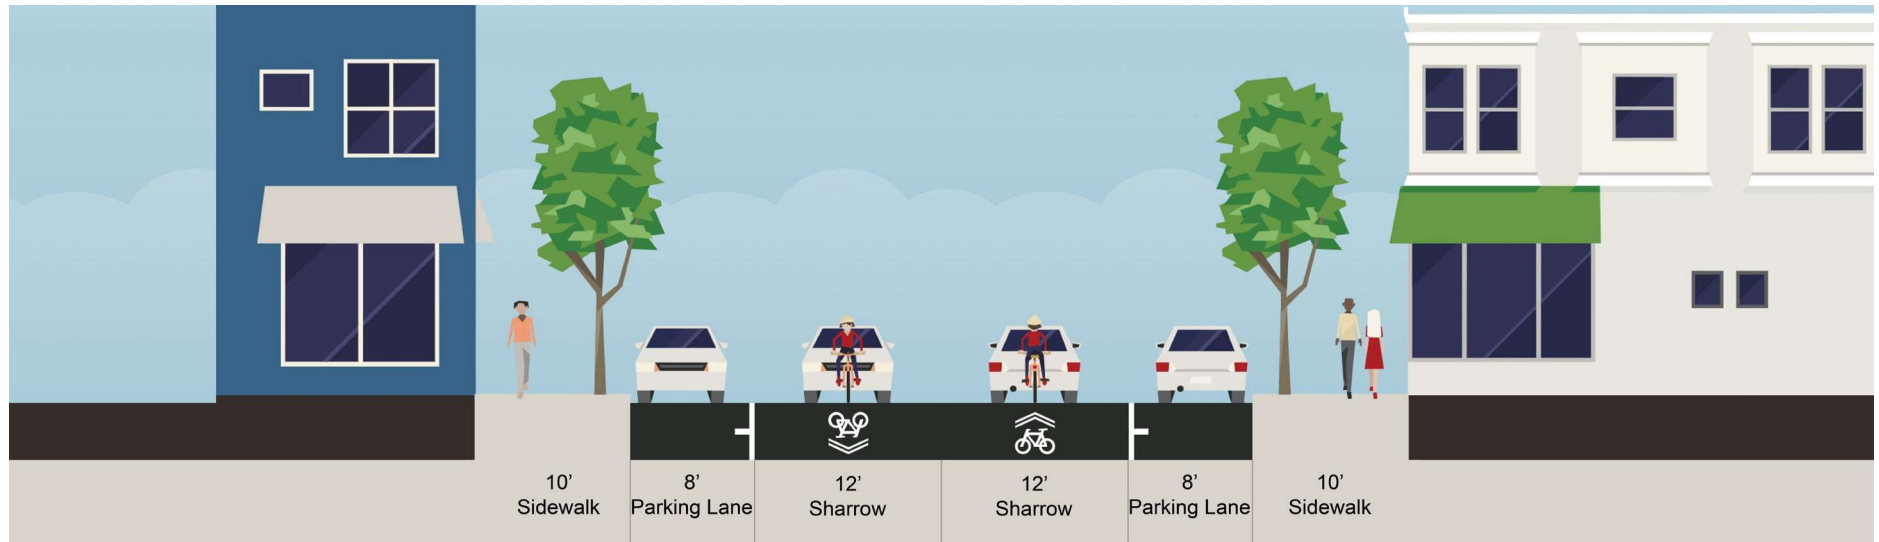 10’
Sidewalk
8’
Parking Lane
12’
Sharrow
12’
Sharrow
8’
Parking Lane
10’
Sidewalk